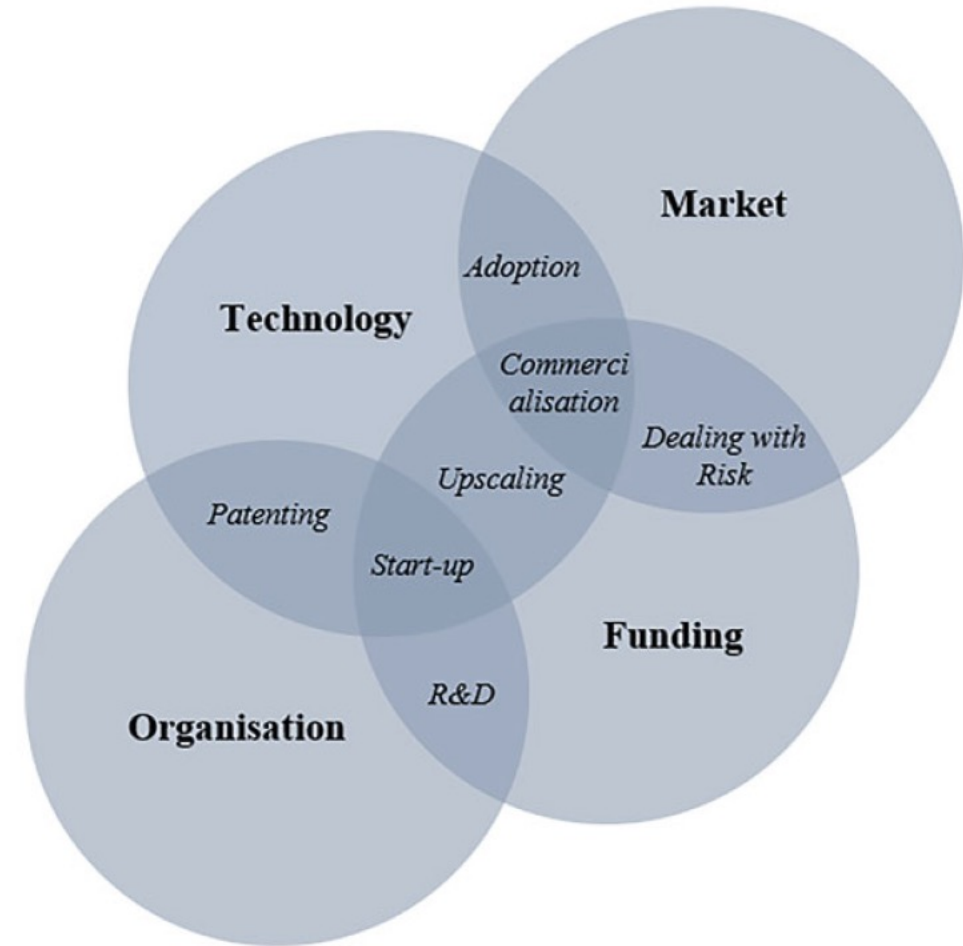 Market
Adoption
Technology
Commerci
alisation
Dealing with
Risk
Upscaling
Patenting
Start-up
Funding
R&D
Organisation